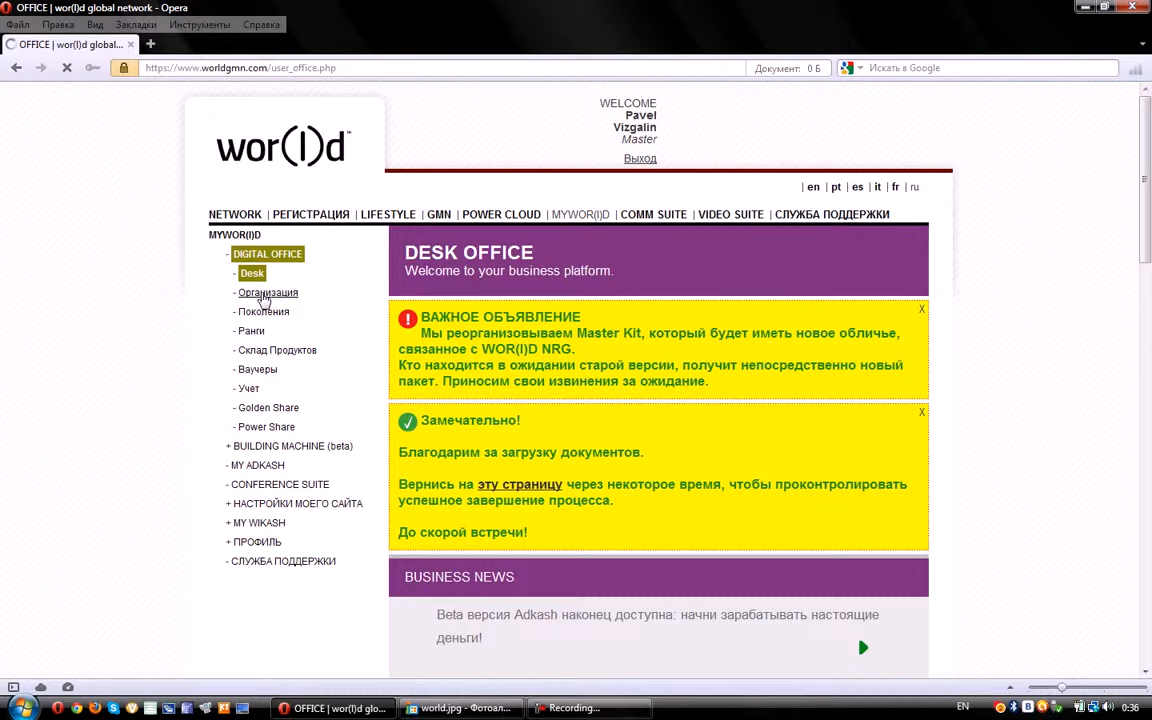 OFFICE | wor(l)d global network - Opera
Файл Правка Вид Закладки Инструменты Справка
OFFICE | wor(l)d global... ×
https://www.worldgmn.com/user_office.php Документ: 0 Б Искать в Google
WELCOME
Pavel
Vizgalin
Master
Выход
wor(l)d™
| en | pt | es | it | fr | ru
NETWORK | РЕГИСТРАЦИЯ | LIFESTYLE | GMN | POWER CLOUD | MYWOR(I)D | COMM SUITE | VIDEO SUITE | СЛУЖБА ПОДДЕРЖКИ
MYWOR(I)D
- DIGITAL OFFICE
- Desk
- Организация
- Поколения
- Ранги
- Склад Продуктов
- Ваучеры
- Учет
- Golden Share
- Power Share
+ BUILDING MACHINE (beta)
- MY ADKASH
- CONFERENCE SUITE
+ НАСТРОЙКИ МОЕГО САЙТА
+ MY WIKASH
+ ПРОФИЛЬ
- СЛУЖБА ПОДДЕРЖКИ
DESK OFFICE
Welcome to your business platform.
X
ВАЖНОЕ ОБЪЯВЛЕНИЕ
Мы реорганизовываем Master Kit, который будет иметь новое обличье,
связанное с WOR(I)D NRG.
Кто находится в ожидании старой версии, получит непосредственно новый
пакет. Приносим свои извинения за ожидание.
X
Замечательно!
Благодарим за загрузку документов.
Вернись на эту страницу через некоторое время, чтобы проконтролировать
успешное завершение процесса.
До скорой встречи!
BUSINESS NEWS
Beta версия Adkash наконец доступна: начни зарабатывать настоящие
деньги!
OFFICE | wor(l)d glo... world.jpg - Фотоал... Recording... EN 0:36